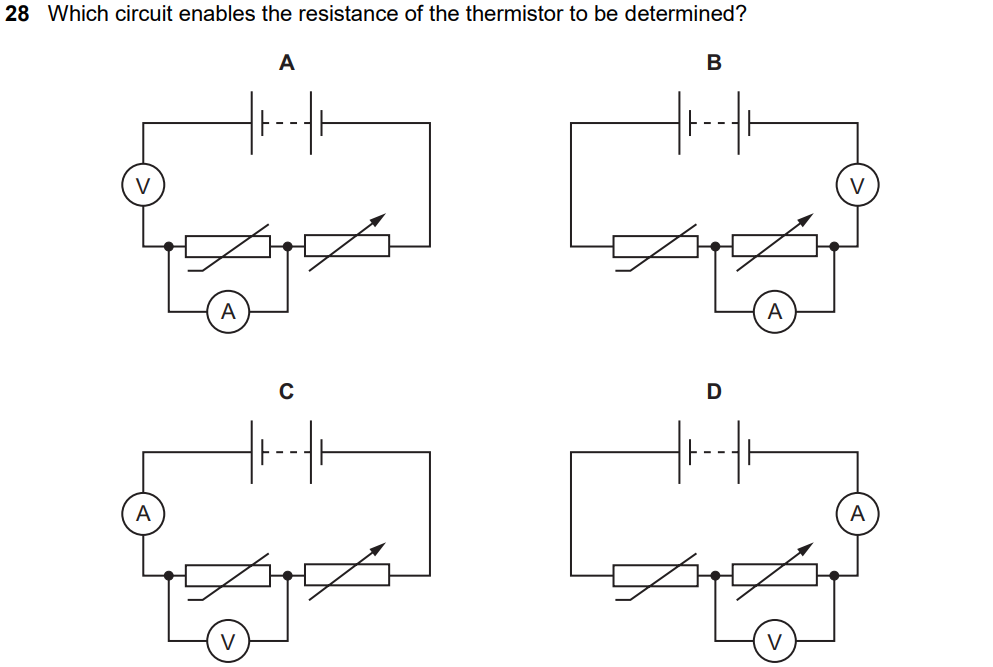 28 Which circuit enables the resistance of the thermistor to be determined?
A B
V V
A A
C D
A A
V V